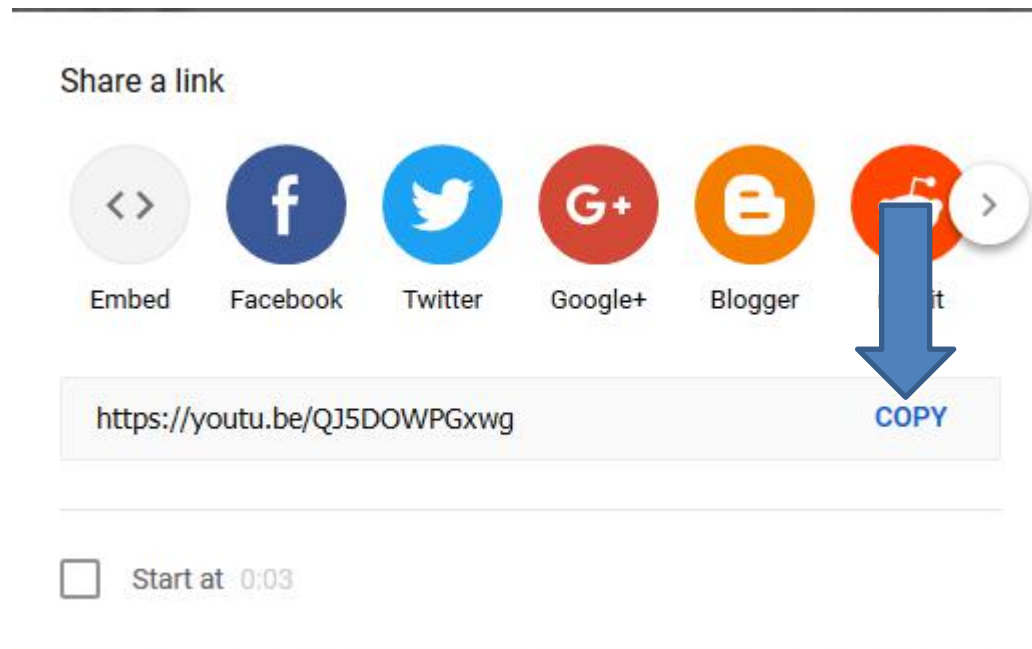 Share a link
Embed Facebook Twitter Google+ Blogger
https://youtu.be/QJ5DOWPGxwg COPY
Start at 0:03